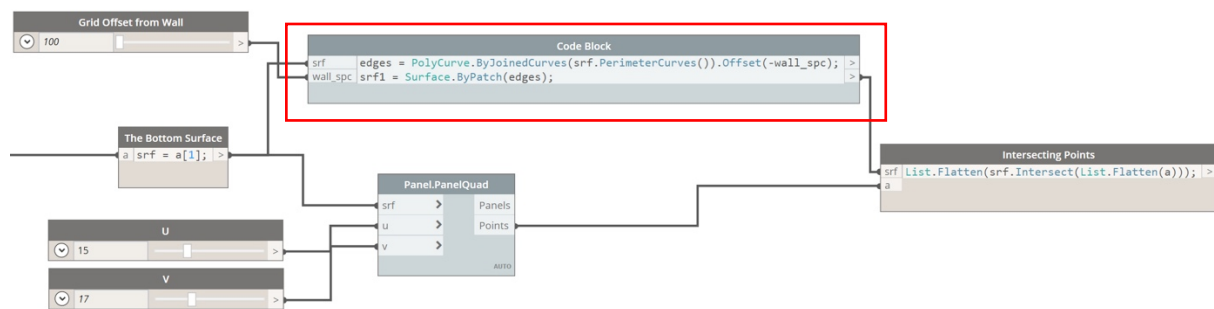 Grid Offset from Wall
100
>
Code Block
srf edges = PolyCurve.ByJoinedCurves(srf.PerimeterCurves()).Offset(-wall_spc); >
wall_spc srf1 = Surface.ByPatch(edges); >
The Bottom Surface
a srf = a[1]; >
Intersecting Points
srf List.Flatten(srf.Intersect(List.Flatten(a))); >
a
Panel.PanelQuad
srf > Panels
u > Points
v >
AUTO
U
15 >
V
17 >